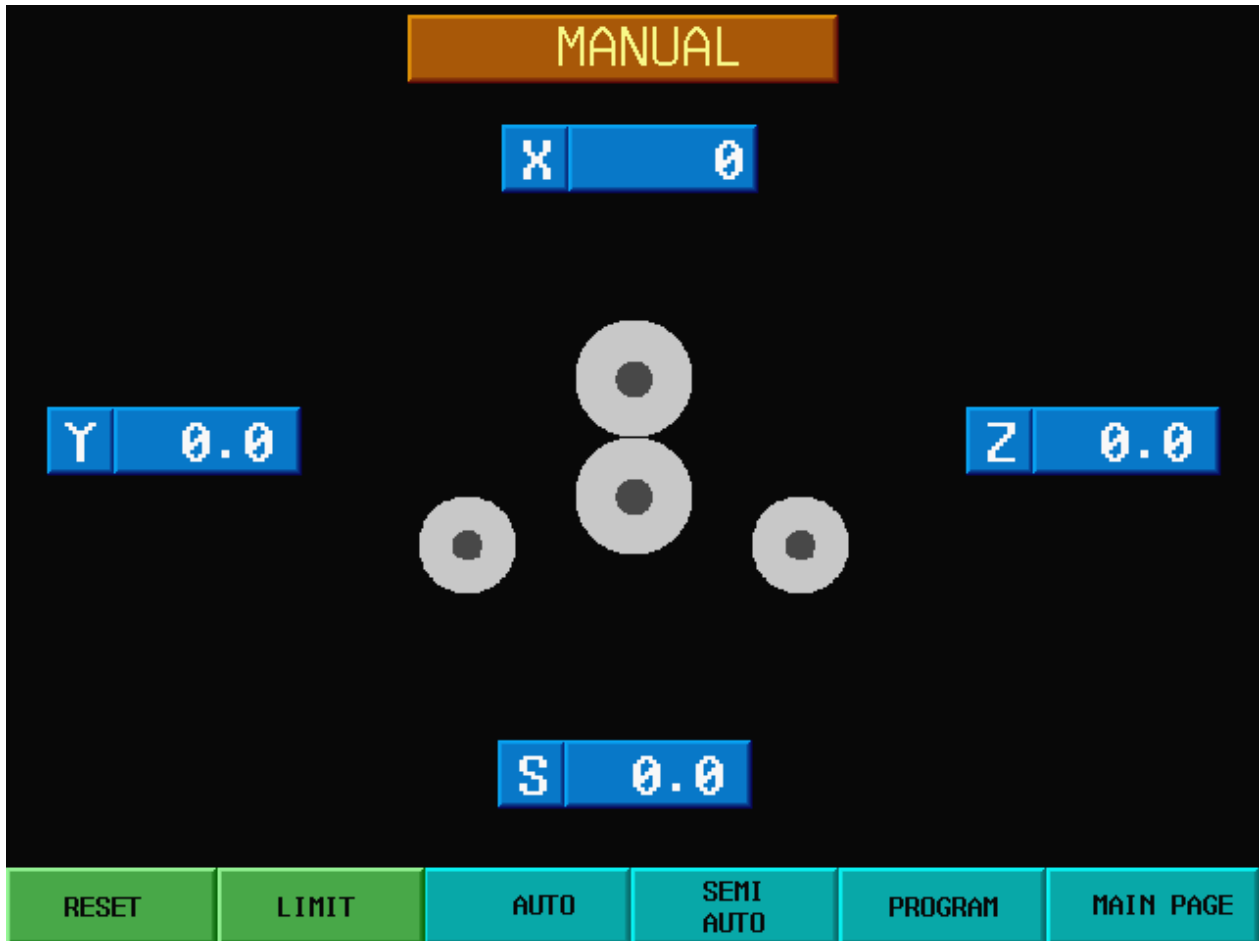 MANUAL
X 0
Y 0.0
Z 0.0
S 0.0
RESET
LIMIT
AUTO
SEMI
AUTO
PROGRAM
MAIN PAGE